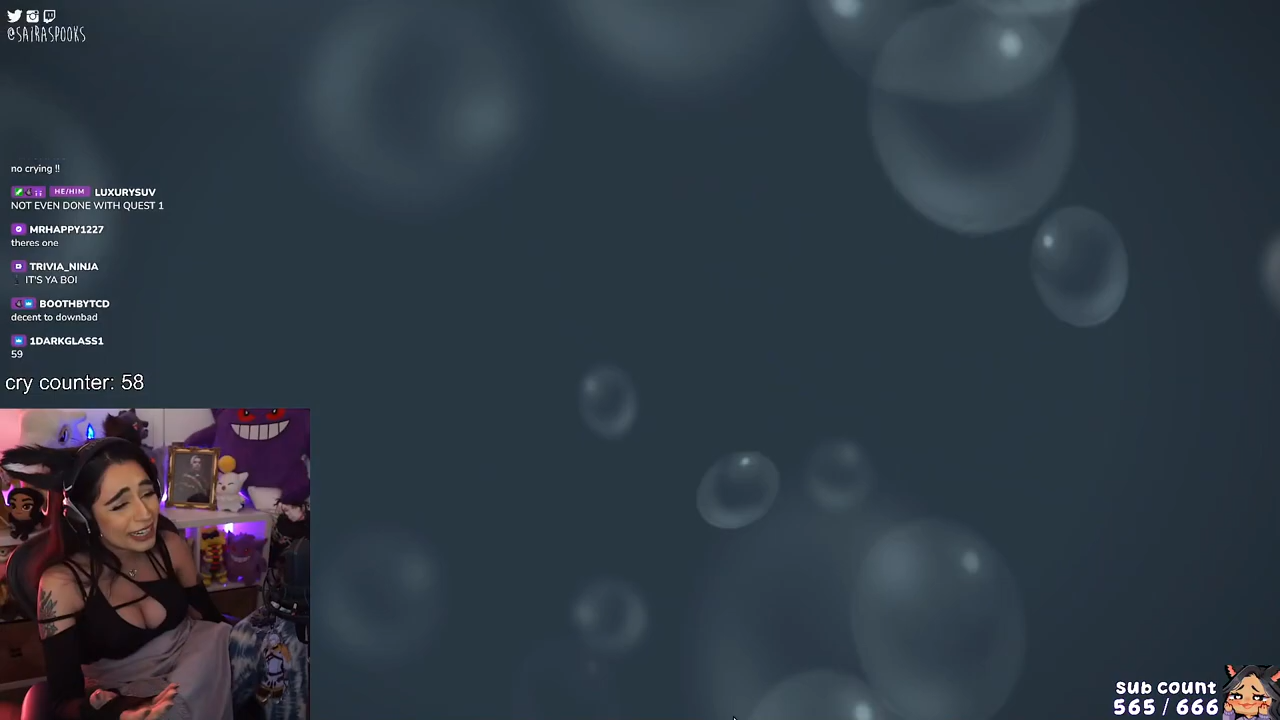 @SAIRASPOOKS
no crying !!
HE/HIM LUXURYSUV
NOT EVEN DONE WITH QUEST 1
MRHAPPY1227
theres one
TRIVIA_NINJA
IT'S YA BOI
BOOTHBYTCD
decent to downbad
1DARKGLASS1
59
cry counter: 58
sub count
565 / 666